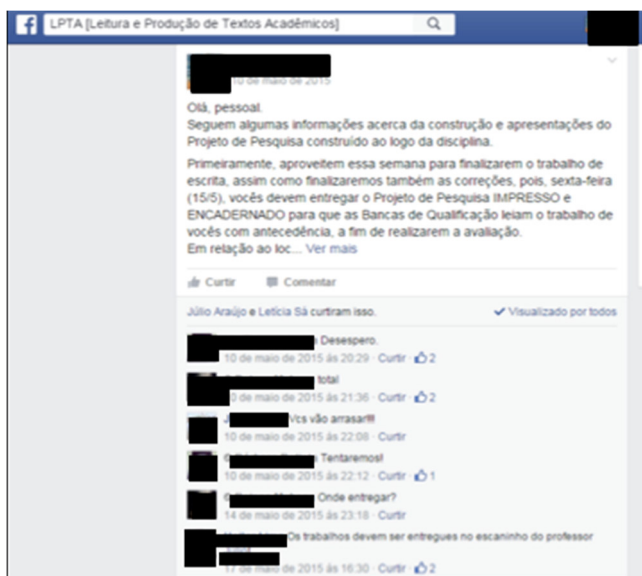 LPTA [Leitura e Produção de Textos Acadêmicos]
10 de maio de 2015
Olá, pessoal.
Seguem algumas informações acerca da construção e apresentações do
Projeto de Pesquisa construído ao logo da disciplina.
Primeiramente, aproveitem essa semana para finalizarem o trabalho de
escrita, assim como finalizaremos também as correções, pois, sexta-feira
(15/5), vocês devem entregar o Projeto de Pesquisa IMPRESSO e
ENCADERNADO para que as Bancas de Qualificação leiam o trabalho de
vocês com antecedência, a fim de realizarem a avaliação.
Em relação ao loc... Ver mais
Curtir Comentar
Júlio Araújo e Letícia Sá curtiram isso. Visualizado por todos
Desespero.
10 de maio de 2015 às 20:29 · Curtir · 2
total
0 de maio de 2015 às 21:36 · Curtir · 2
Vcs vão arrasar!!!
10 de maio de 2015 às 22:08 · Curtir
Tentaremos!
10 de maio de 2015 às 22:12 · Curtir · 1
Onde entregar?
14 de maio de 2015 às 23:18 · Curtir
Os trabalhos devem ser entregues no escaninho do professor
17 de maio de 2015 às 16:30 · Curtir · 2